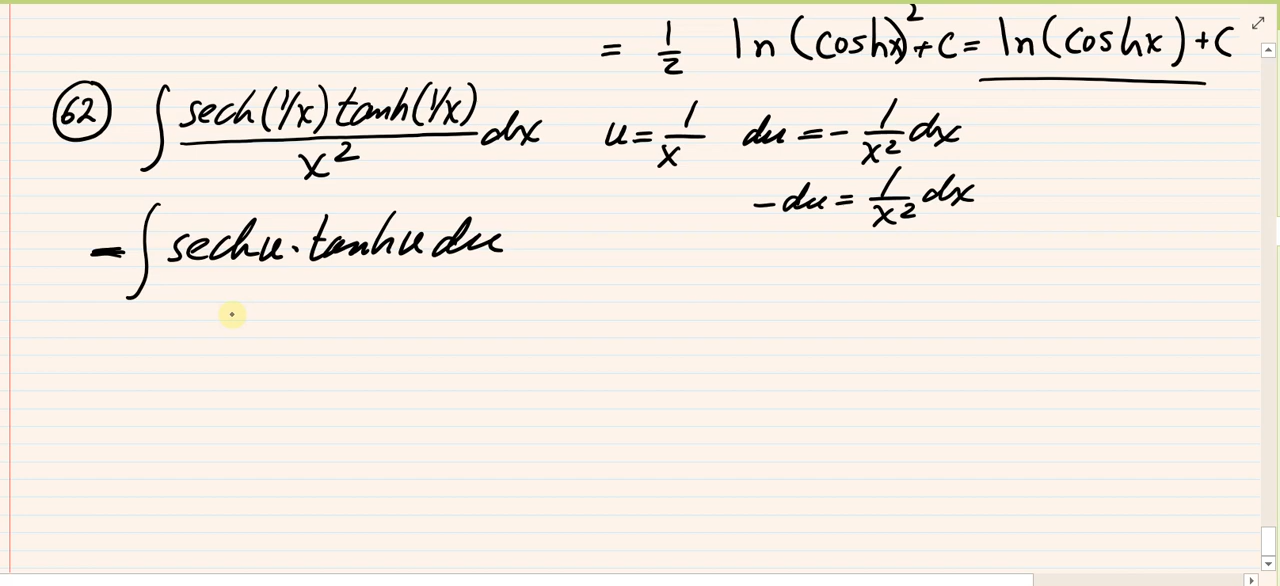 = 1/2 ln(coshx)² + C = ln(coshx) + C
62 ∫ sech(1/x) tanh(1/x) / x² dx u = 1/x du = - 1/x² dx
-du = 1/x² dx
-∫ sechu · tanhu du